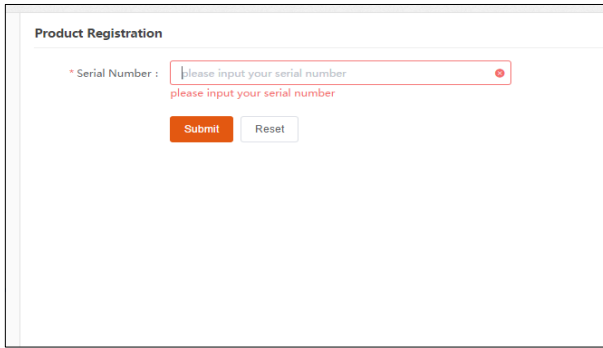 Product Registration
* Serial Number :
please input your serial number
please input your serial number
Submit
Reset